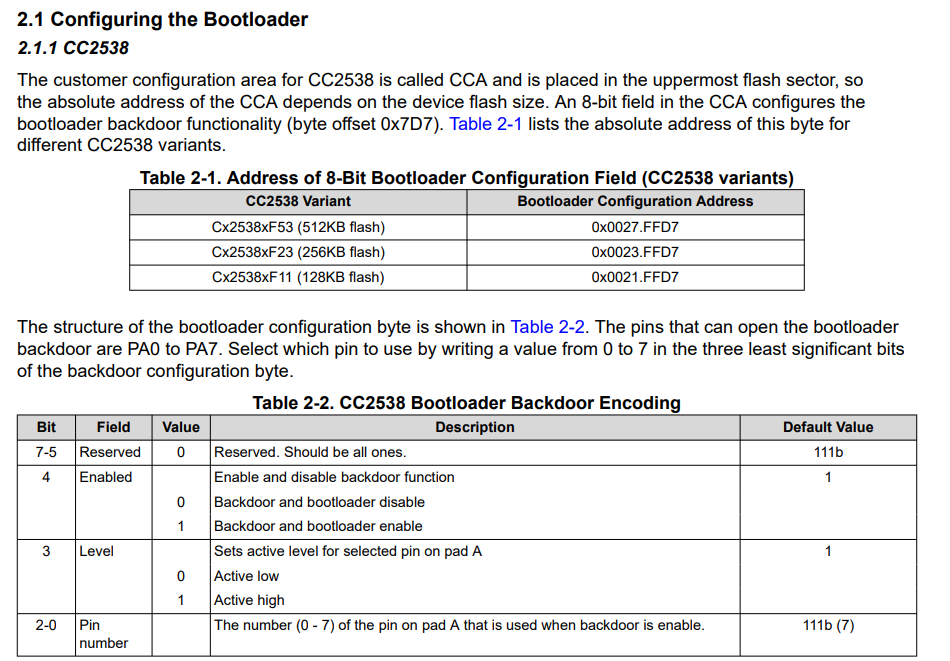 2.1 Configuring the Bootloader
2.1.1 CC2538
The customer configuration area for CC2538 is called CCA and is placed in the uppermost flash sector, so
the absolute address of the CCA depends on the device flash size. An 8-bit field in the CCA configures the
bootloader backdoor functionality (byte offset 0x7D7). Table 2-1 lists the absolute address of this byte for
different CC2538 variants.
Table 2-1. Address of 8-Bit Bootloader Configuration Field (CC2538 variants)
CC2538 Variant Bootloader Configuration Address
Cx2538xF53 (512KB flash) 0x0027.FFD7
Cx2538xF23 (256KB flash) 0x0023.FFD7
Cx2538xF11 (128KB flash) 0x0021.FFD7
The structure of the bootloader configuration byte is shown in Table 2-2. The pins that can open the bootloader
backdoor are PA0 to PA7. Select which pin to use by writing a value from 0 to 7 in the three least significant bits
of the backdoor configuration byte.
Table 2-2. CC2538 Bootloader Backdoor Encoding
Bit Field Value Description Default Value
7-5 Reserved 0 Reserved. Should be all ones. 111b
4 Enabled Enable and disable backdoor function 1
0 Backdoor and bootloader disable
1 Backdoor and bootloader enable
3 Level Sets active level for selected pin on pad A 1
0 Active low
1 Active high
2-0 Pin The number (0 - 7) of the pin on pad A that is used when backdoor is enable. 111b (7)
number